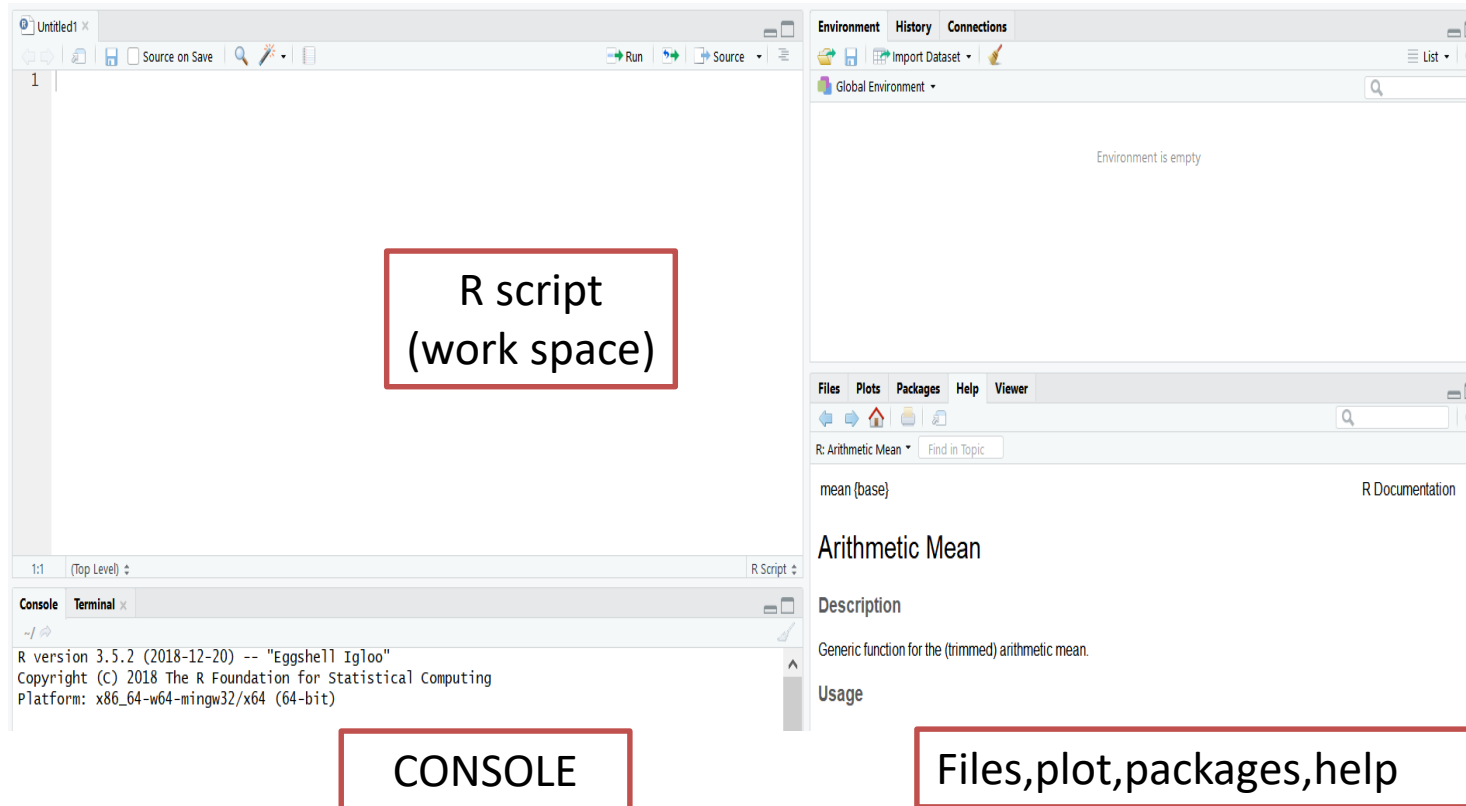 Untitled1
Source on Save
Run
Source
1
R script
(work space)
1:1 (Top Level)
R Script
Console Terminal
~/
R version 3.5.2 (2018-12-20) -- "Eggshell Igloo"
Copyright (C) 2018 The R Foundation for Statistical Computing
Platform: x86_64-w64-mingw32/x64 (64-bit)
CONSOLE
Environment History Connections
Import Dataset
List
Global Environment
Environment is empty
Files Plots Packages Help Viewer
R: Arithmetic Mean
Find in Topic
mean {base}
R Documentation
Arithmetic Mean
Description
Generic function for the (trimmed) arithmetic mean.
Usage
Files,plot,packages,help